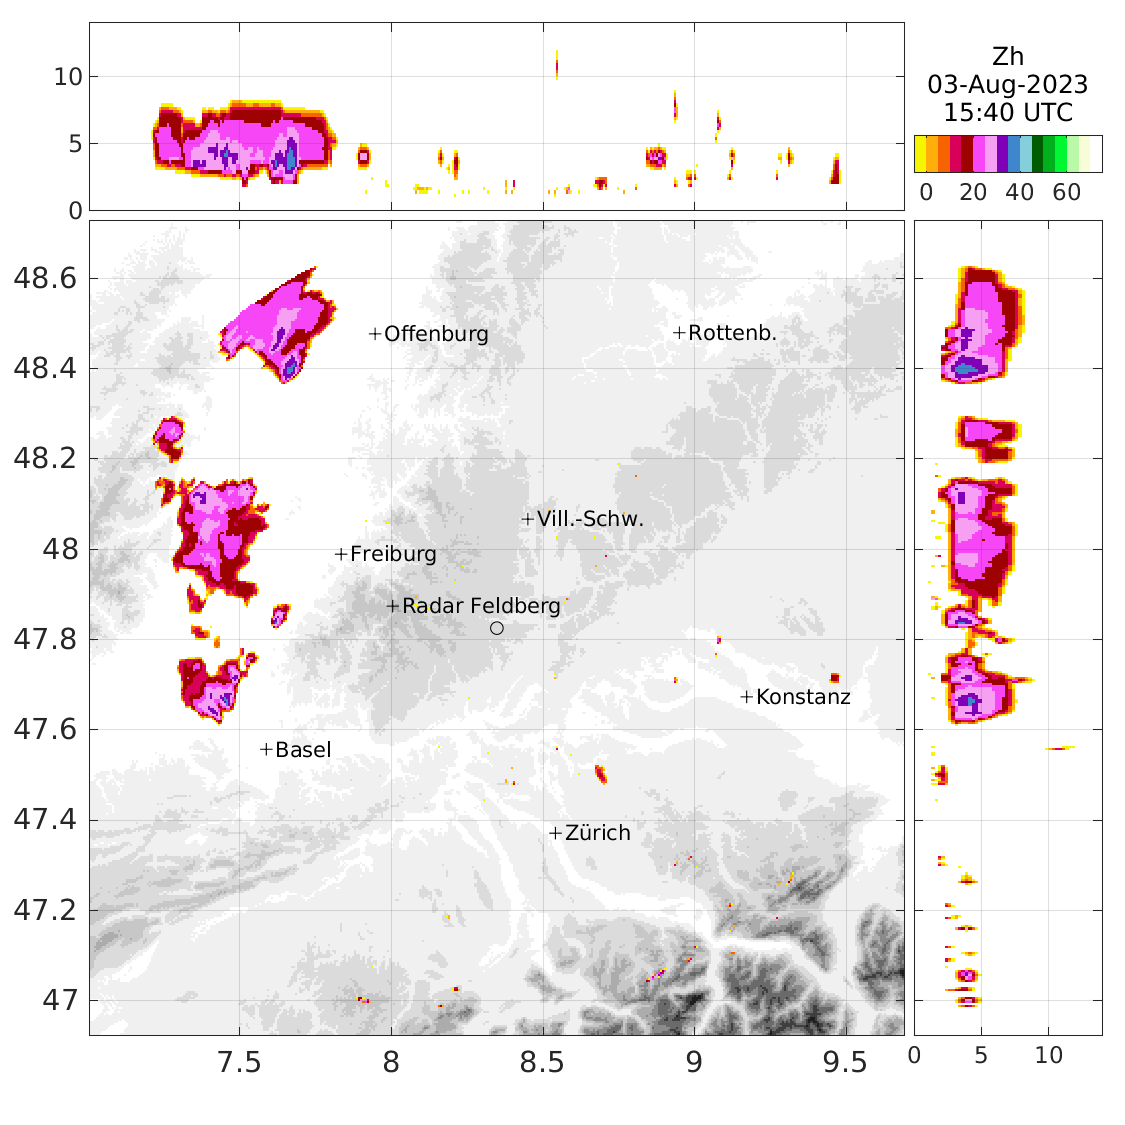 10
5
0
Zh
03-Aug-2023
15:40 UTC
0 20 40 60
48.6
48.4
48.2
48
47.8
47.6
47.4
47.2
47
+Offenburg
+Rottenb.
+Vill.-Schw.
+Freiburg
+Radar Feldberg
+Konstanz
+Basel
+Zürich
7.5 8 8.5 9 9.5
0 5 10